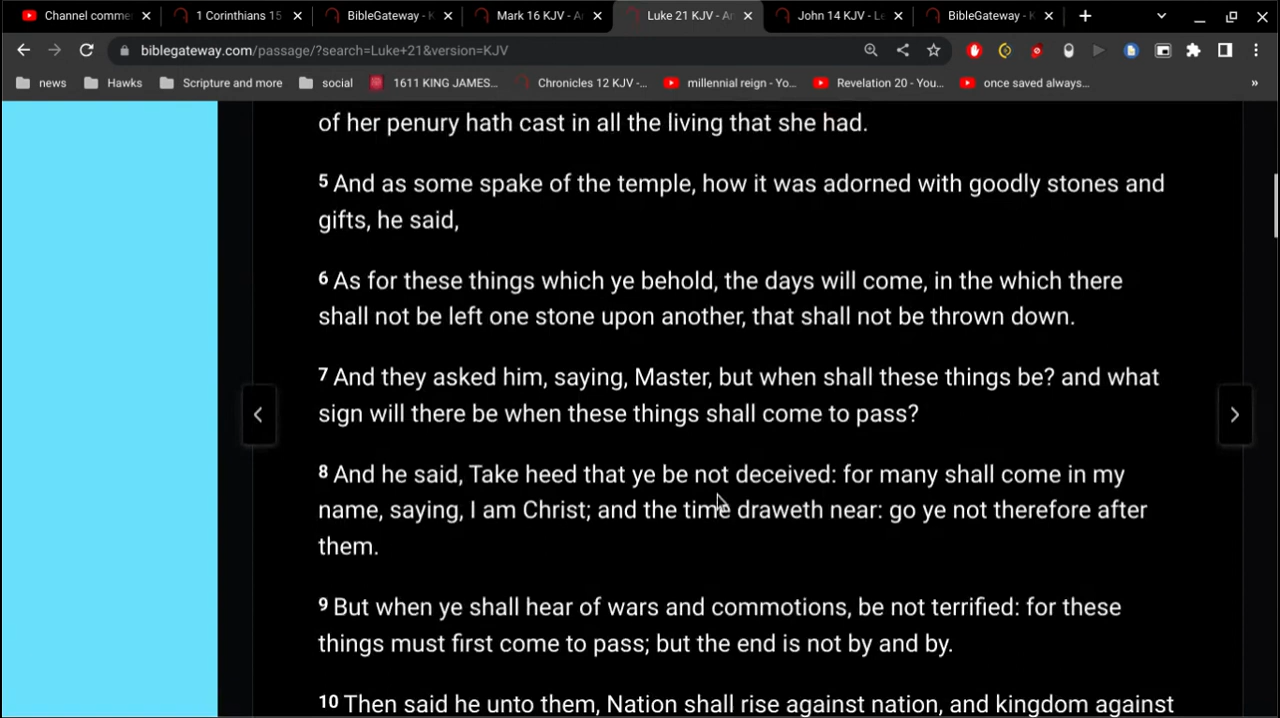 Channel comme
1 Corinthians 15
BibleGateway - K
Mark 16 KJV - A
Luke 21 KJV - A
John 14 KJV - Le
BibleGateway - K
biblegateway.com/passage/?search=Luke+21&version=KJV
news
Hawks
Scripture and more
social
1611 KING JAMES...
Chronicles 12 KJV -...
millennial reign - Yo...
Revelation 20 - You...
once saved always...
»
of her penury hath cast in all the living that she had.
5 And as some spake of the temple, how it was adorned with goodly stones and
gifts, he said,
6 As for these things which ye behold, the days will come, in the which there
shall not be left one stone upon another, that shall not be thrown down.
7 And they asked him, saying, Master, but when shall these things be? and what
sign will there be when these things shall come to pass?
8 And he said, Take heed that ye be not deceived: for many shall come in my
name, saying, I am Christ; and the time draweth near: go ye not therefore after
them.
9 But when ye shall hear of wars and commotions, be not terrified: for these
things must first come to pass; but the end is not by and by.
10 Then said he unto them, Nation shall rise against nation, and kingdom against